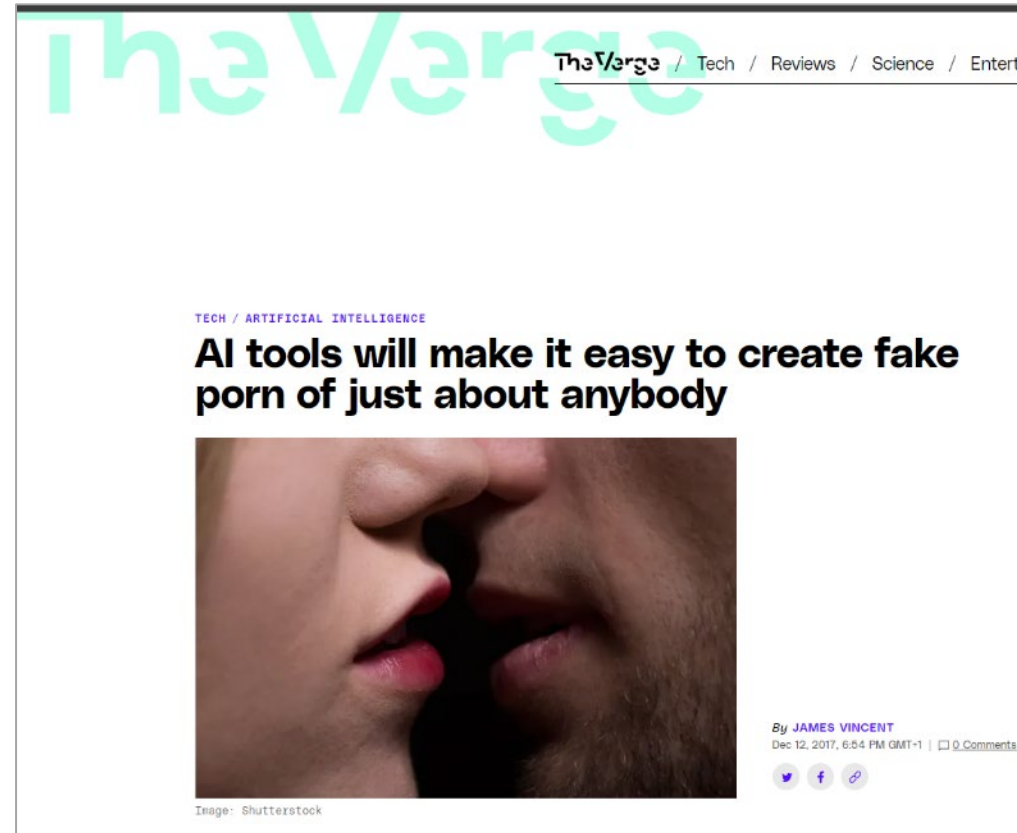 The Verge
The Verge / Tech / Reviews / Science / Entert
TECH / ARTIFICIAL INTELLIGENCE
AI tools will make it easy to create fake
porn of just about anybody
By JAMES VINCENT
Dec 12, 2017, 6:54 PM GMT+1 | 0 Comments
Image: Shutterstock